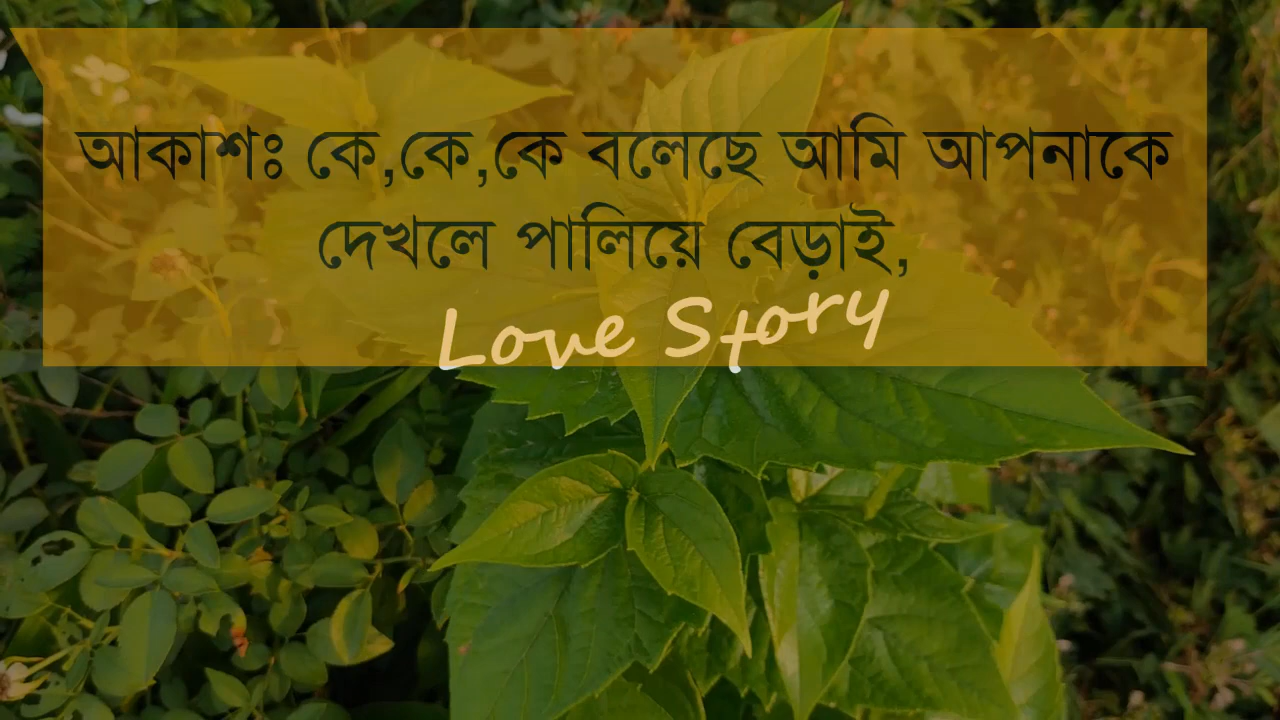 আকাশঃ কে,কে,কে বলেছে আমি আপনাকে
দেখলে পালিয়ে বেড়াই,
Love Story